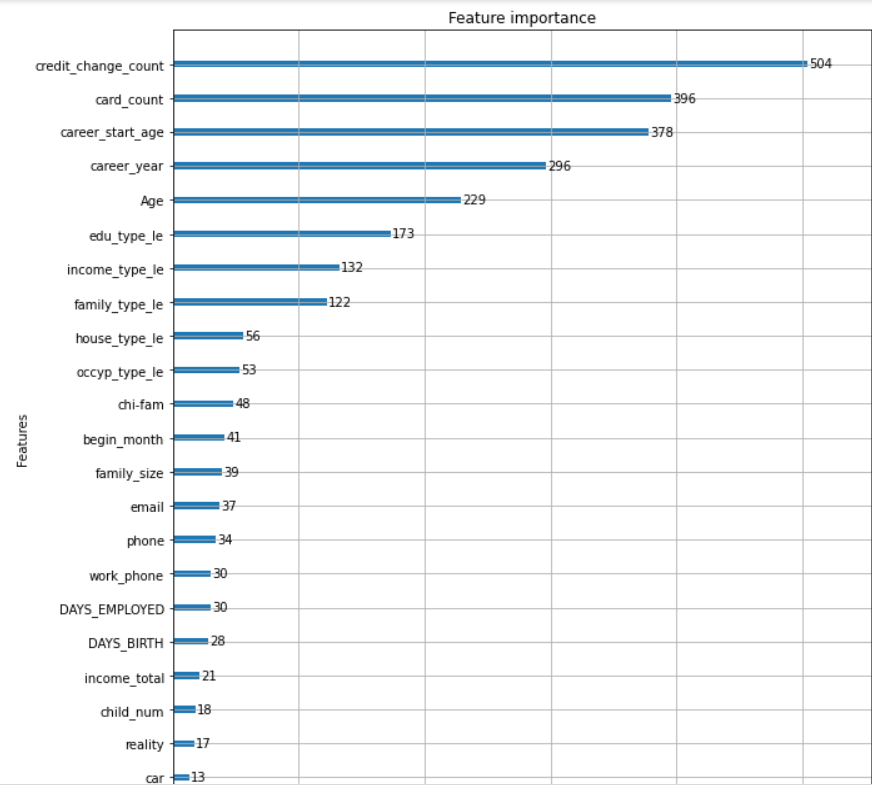 Feature importance
credit_change_count 504
card_count 396
career_start_age 378
career_year 296
Age 229
edu_type_le 173
income_type_le 132
family_type_le 122
house_type_le 56
occyp_type_le 53
chi-fam 48
begin_month 41
Features
family_size 39
email 37
phone 34
work_phone 30
DAYS_EMPLOYED 30
DAYS_BIRTH 28
income_total 21
child_num 18
reality 17
car 13